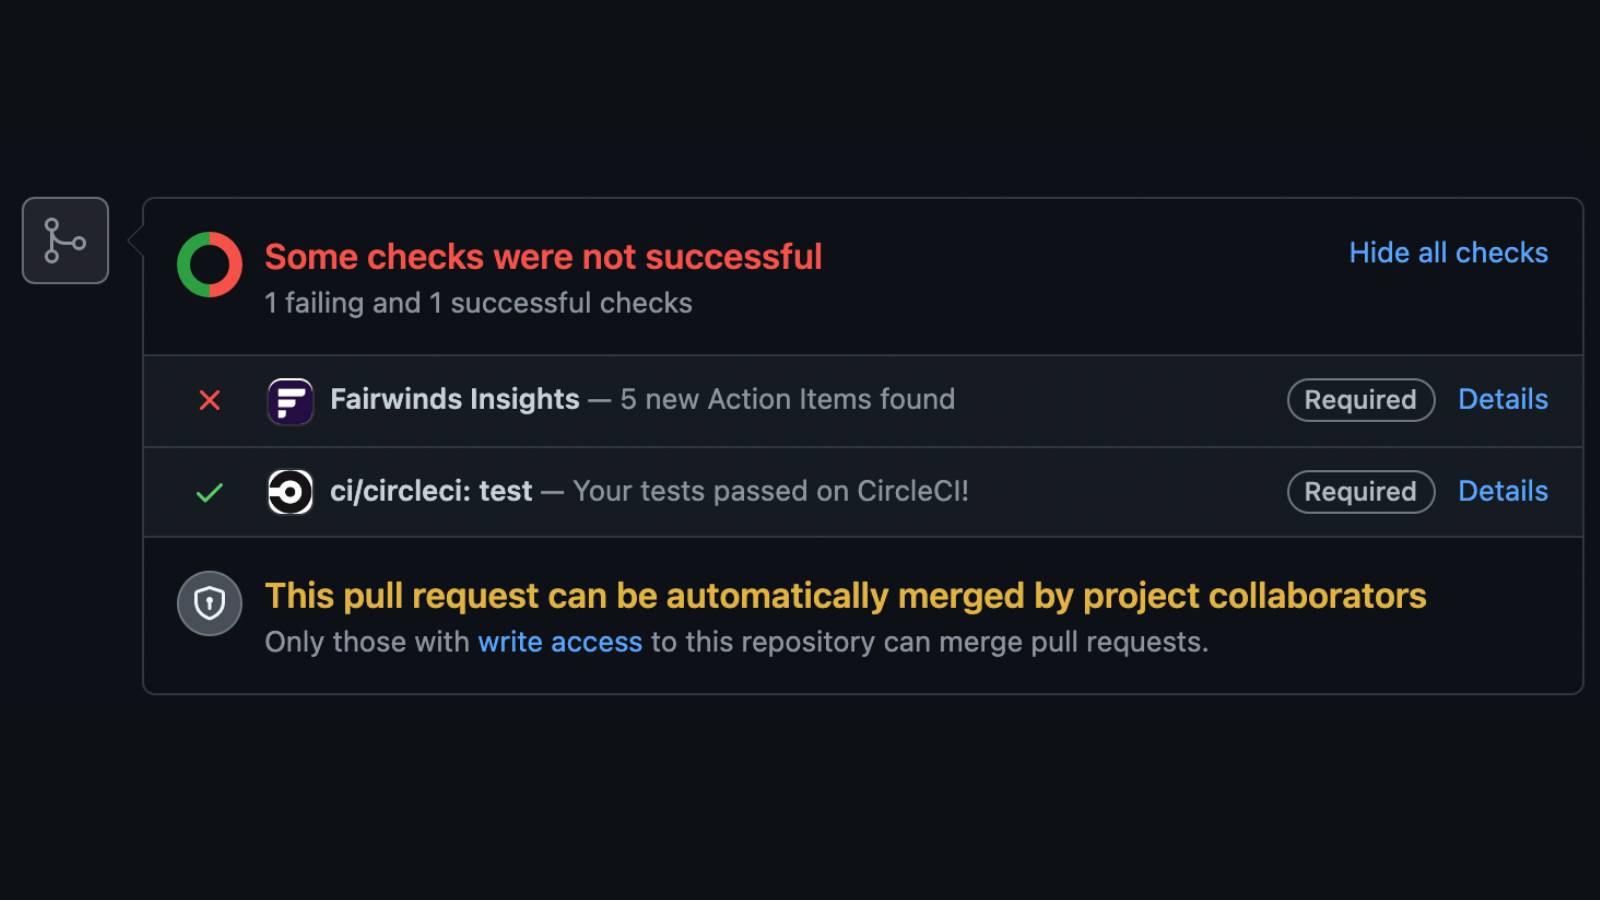 Some checks were not successful
Hide all checks
1 failing and 1 successful checks
Fairwinds Insights — 5 new Action Items found Required Details
ci/circleci: test — Your tests passed on CircleCI! Required Details
This pull request can be automatically merged by project collaborators
Only those with write access to this repository can merge pull requests.